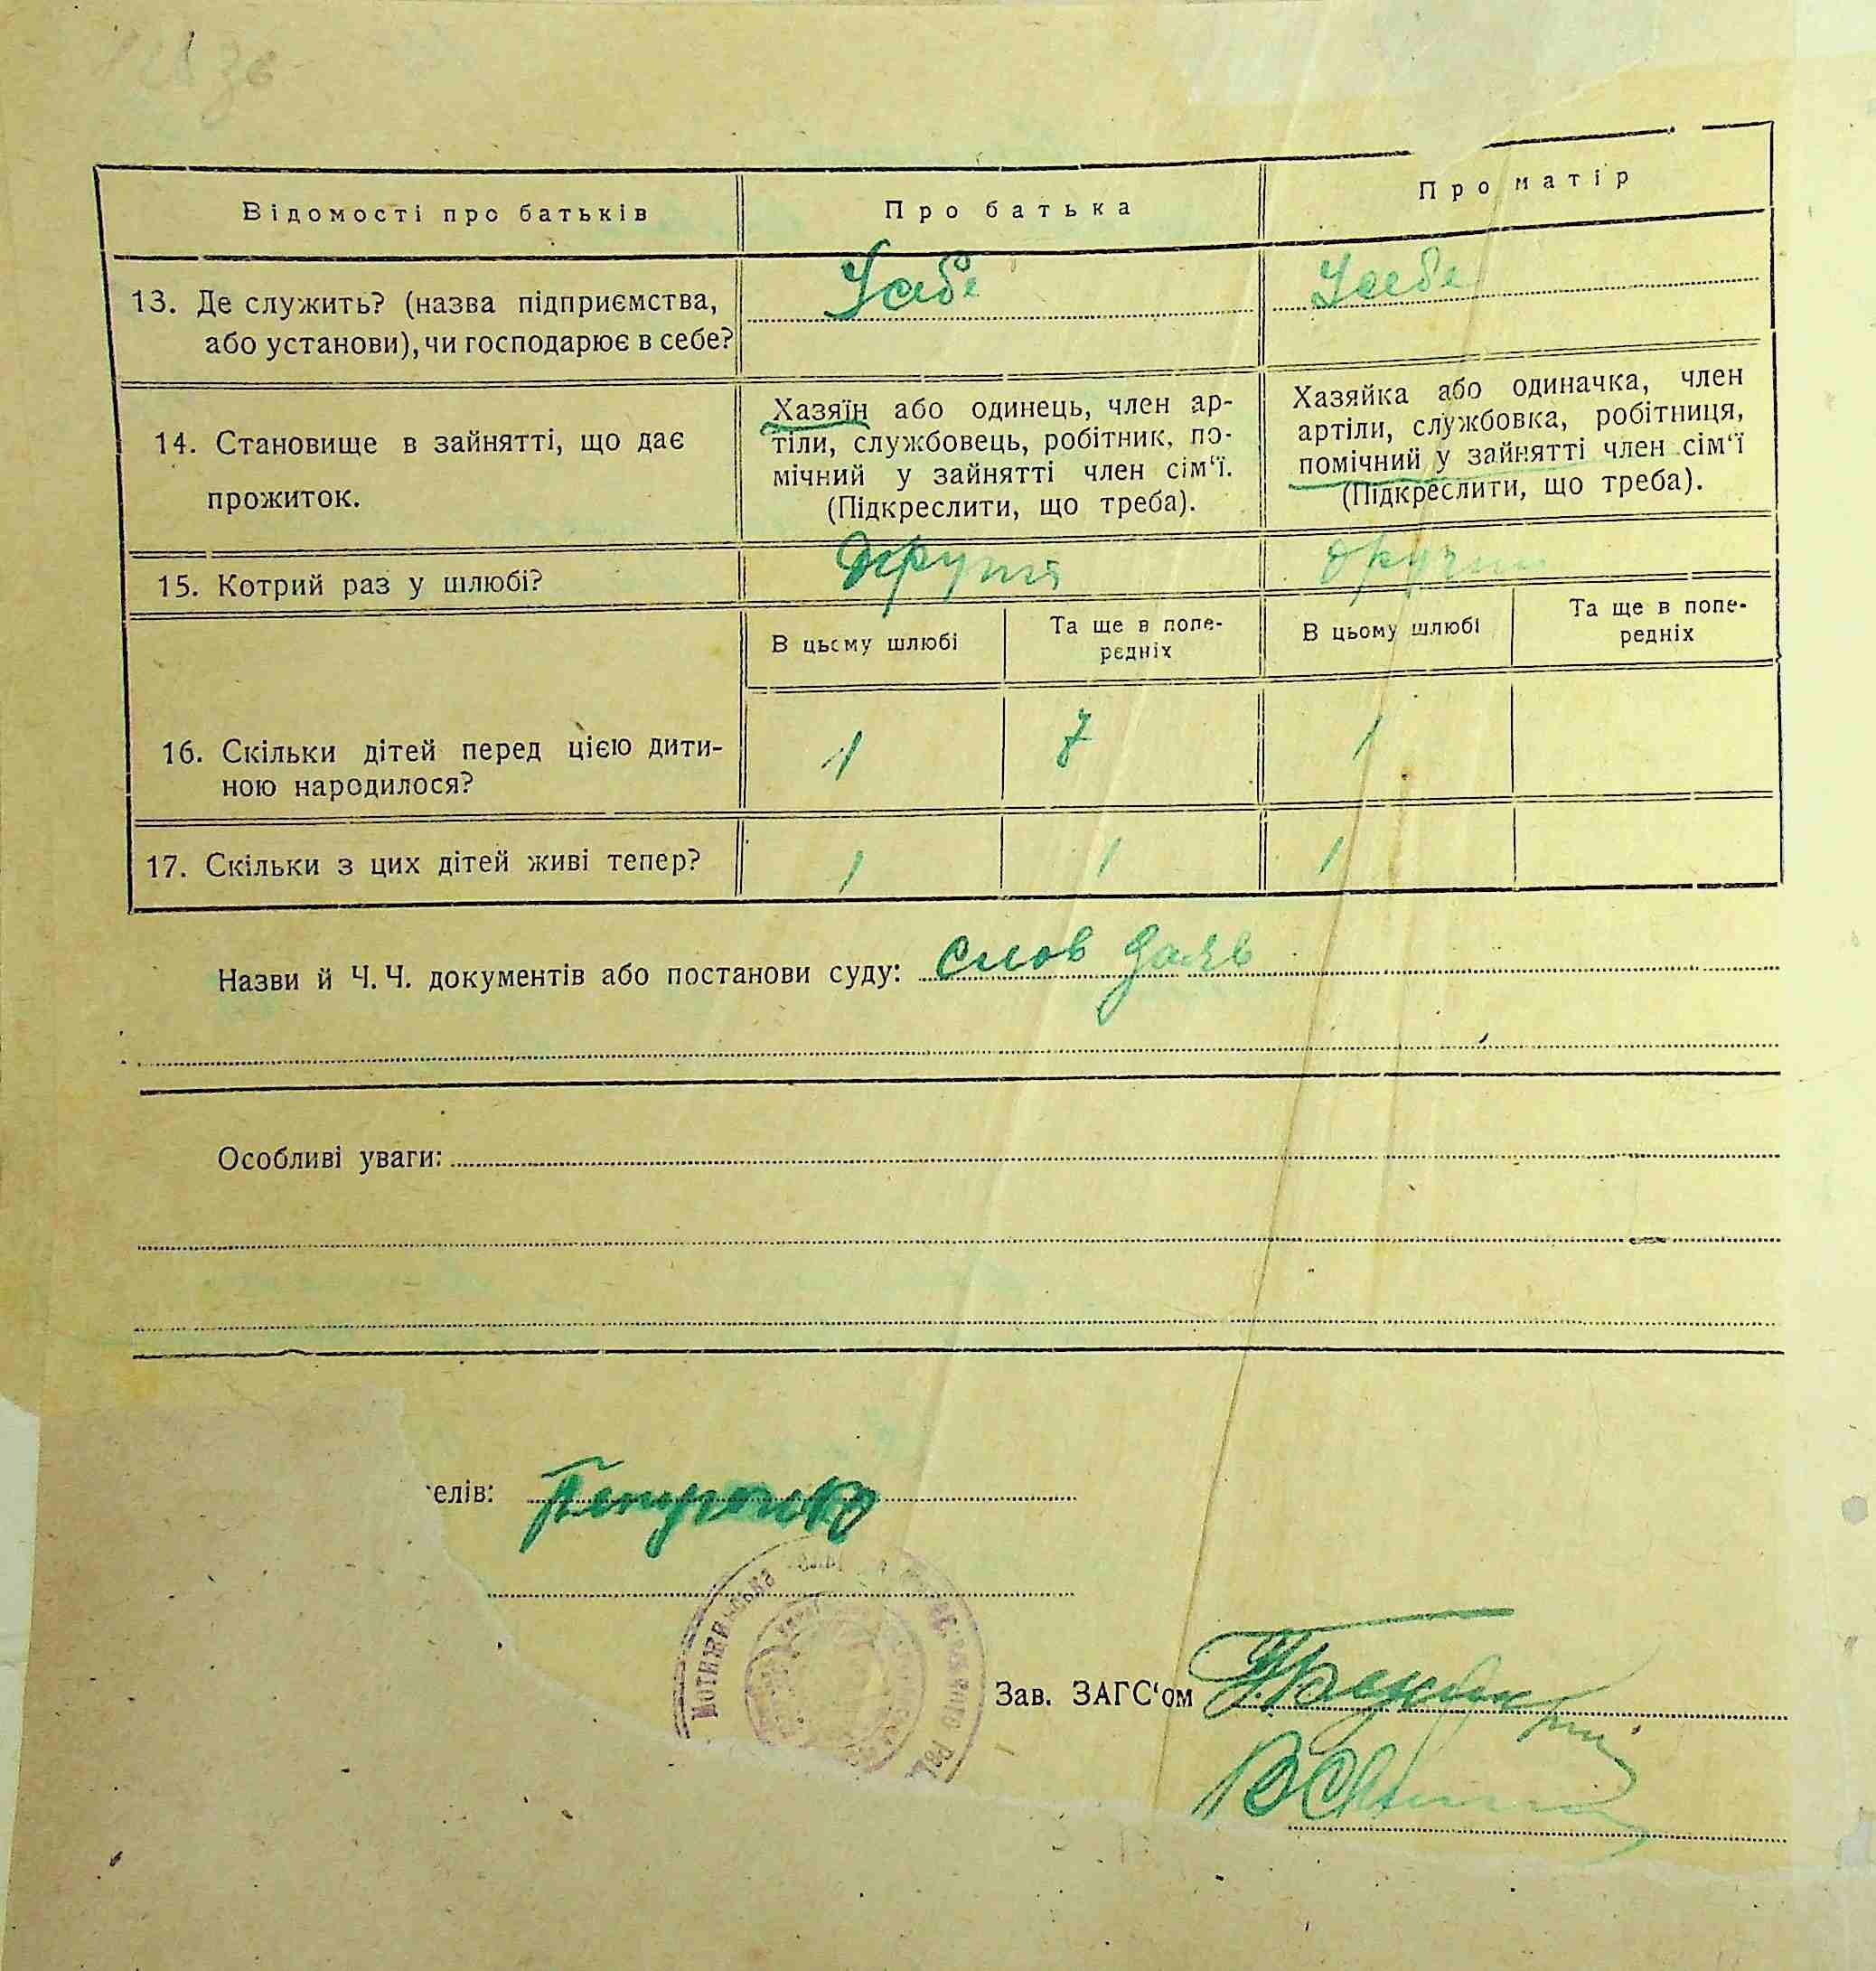 Відомості про батьків
Про батька
Про матір
13. Де служить? (назва підприємства, або установи), чи господарює в себе?
У себе
У себе
14. Становище в зайнятті, що дає прожиток.
Хазяїн або одинець, член ар-
тіли, службовець, робітник, по-
мічний у зайнятті член сім'ї.
(Підкреслити, що треба).
Хазяйка або одиначка, член
артіли, службовка, робітниця,
помічний у зайнятті член сім'ї
(Підкреслити, що треба).
15. Котрий раз у шлюбі?
В цьому шлюбі
Та ще в попе-
редніх
В цьому шлюбі
Та ще в попе-
редніх
16. Скільки дітей перед цією дити-
ною народилося?
1
7
1
17. Скільки з цих дітей живі тепер?
1
1
1
Назви й Ч. Ч. документів або постанови суду:
Особливі уваги:
елів:
Зав. ЗАГС'ом